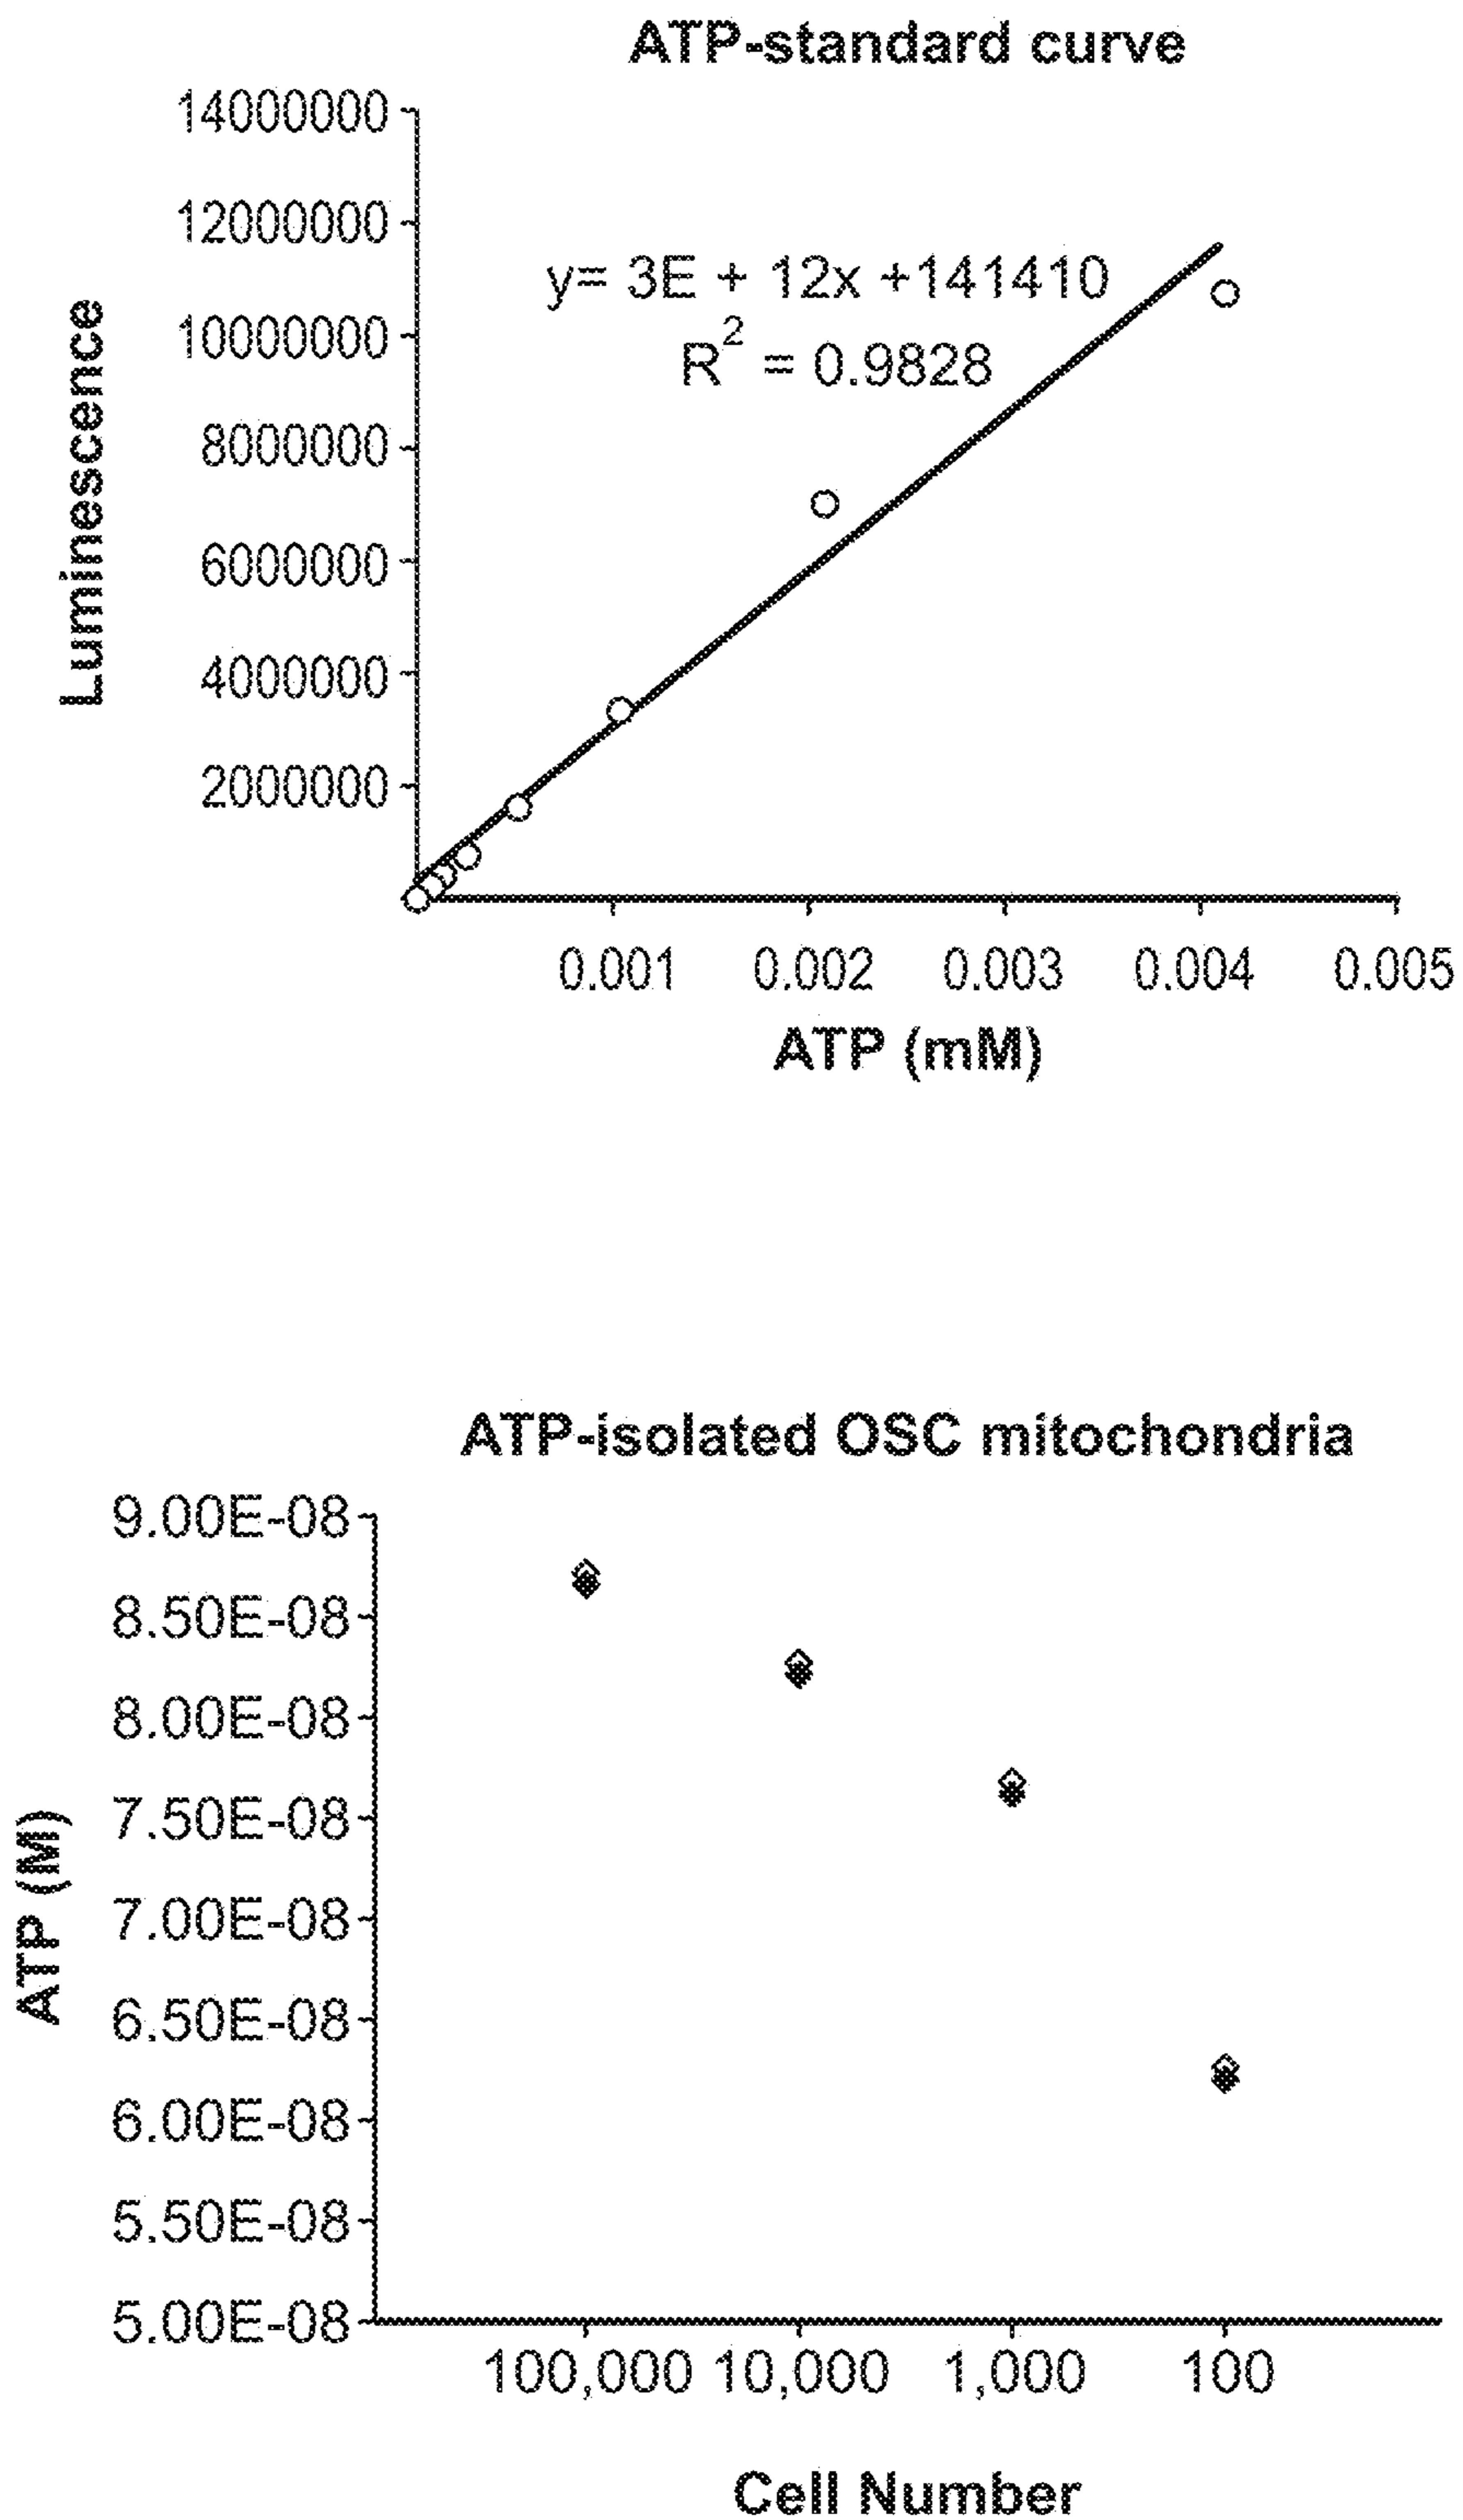 ATP-standard curve
14000000
12000000
10000000
8000000
6000000
4000000
2000000
Luminescence
y= 3E + 12x +141410
R² = 0.9828
0.001 0.002 0.003 0.004 0.005
ATP (mM)
ATP-isolated OSC mitochondria
9.00E-08
8.50E-08
8.00E-08
7.50E-08
7.00E-08
6.50E-08
6.00E-08
5.50E-08
5.00E-08
ATP (M)
100,000 10,000 1,000 100
Cell Number